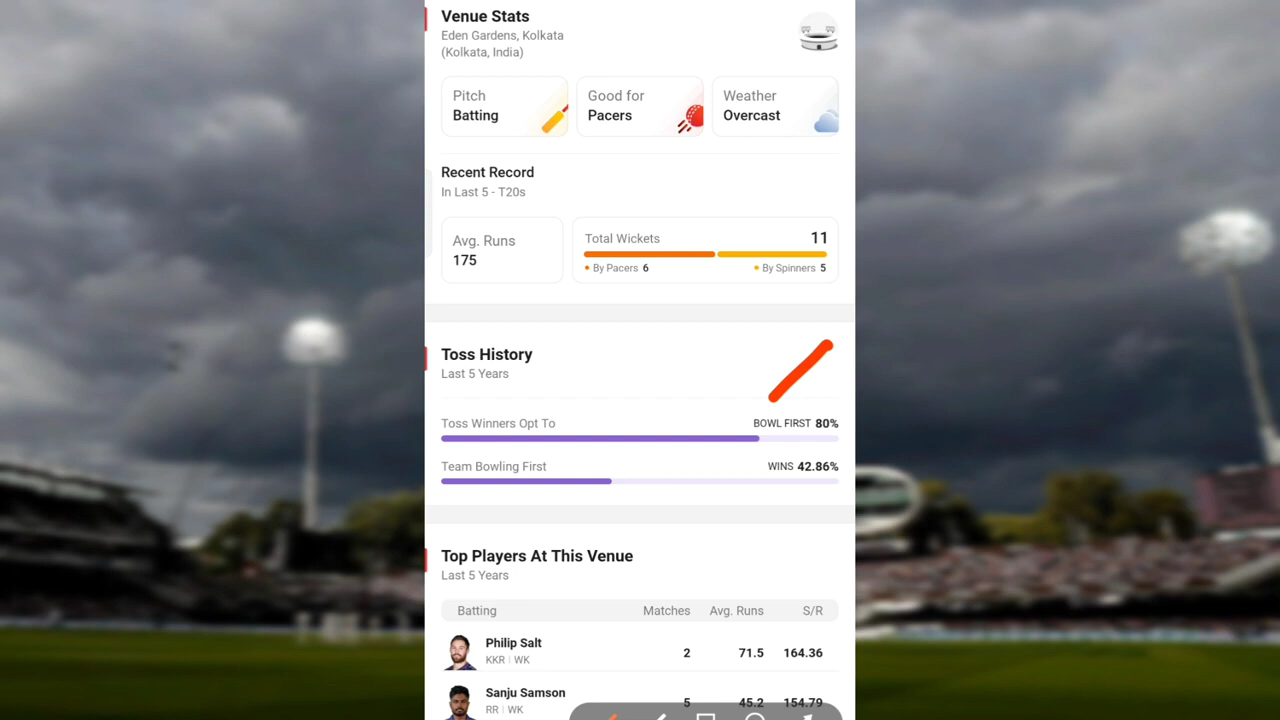 Venue Stats
Eden Gardens, Kolkata
(Kolkata, India)
Pitch
Batting
Good for
Pacers
Weather
Overcast
Recent Record
In Last 5 - T20s
Avg. Runs
175
Total Wickets 11
• By Pacers 6 • By Spinners 5
Toss History
Last 5 Years
Toss Winners Opt To BOWL FIRST 80%
Team Bowling First WINS 42.86%
Top Players At This Venue
Last 5 Years
Batting Matches Avg. Runs S/R
Philip Salt
KKR | WK
2 71.5 164.36
Sanju Samson
RR | WK
5 45.2 154.79